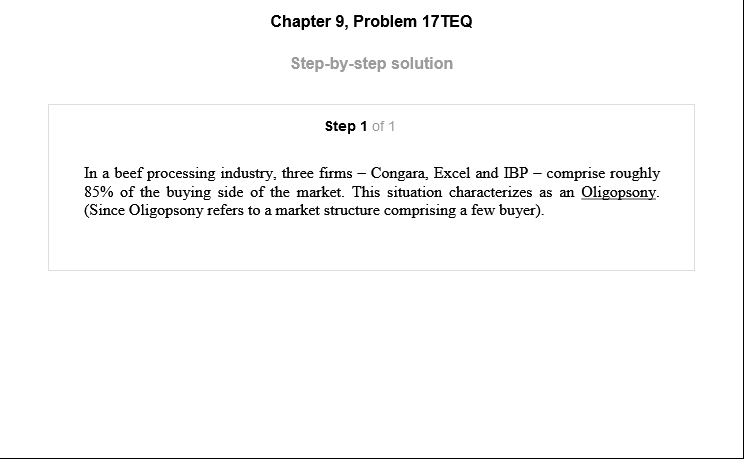 Chapter 9, Problem 17TEQ
Step-by-step solution
Step 1 of 1
In a beef processing industry, three firms – Congara, Excel and IBP – comprise roughly
85% of the buying side of the market. This situation characterizes as an Oligopsony.
(Since Oligopsony refers to a market structure comprising a few buyer).